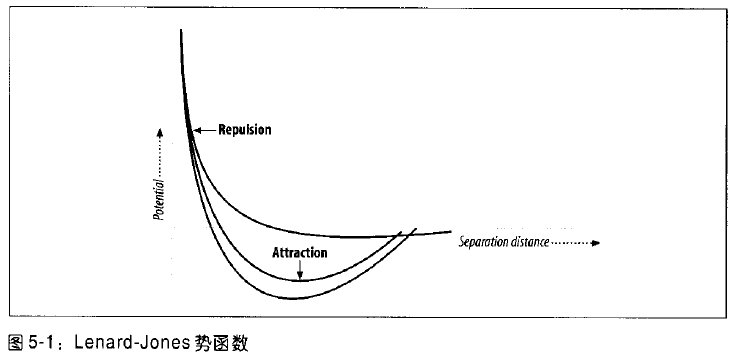 Repulsion
Potential
Attraction
Separation distance
图 5-1：Lenard-Jones 势函数